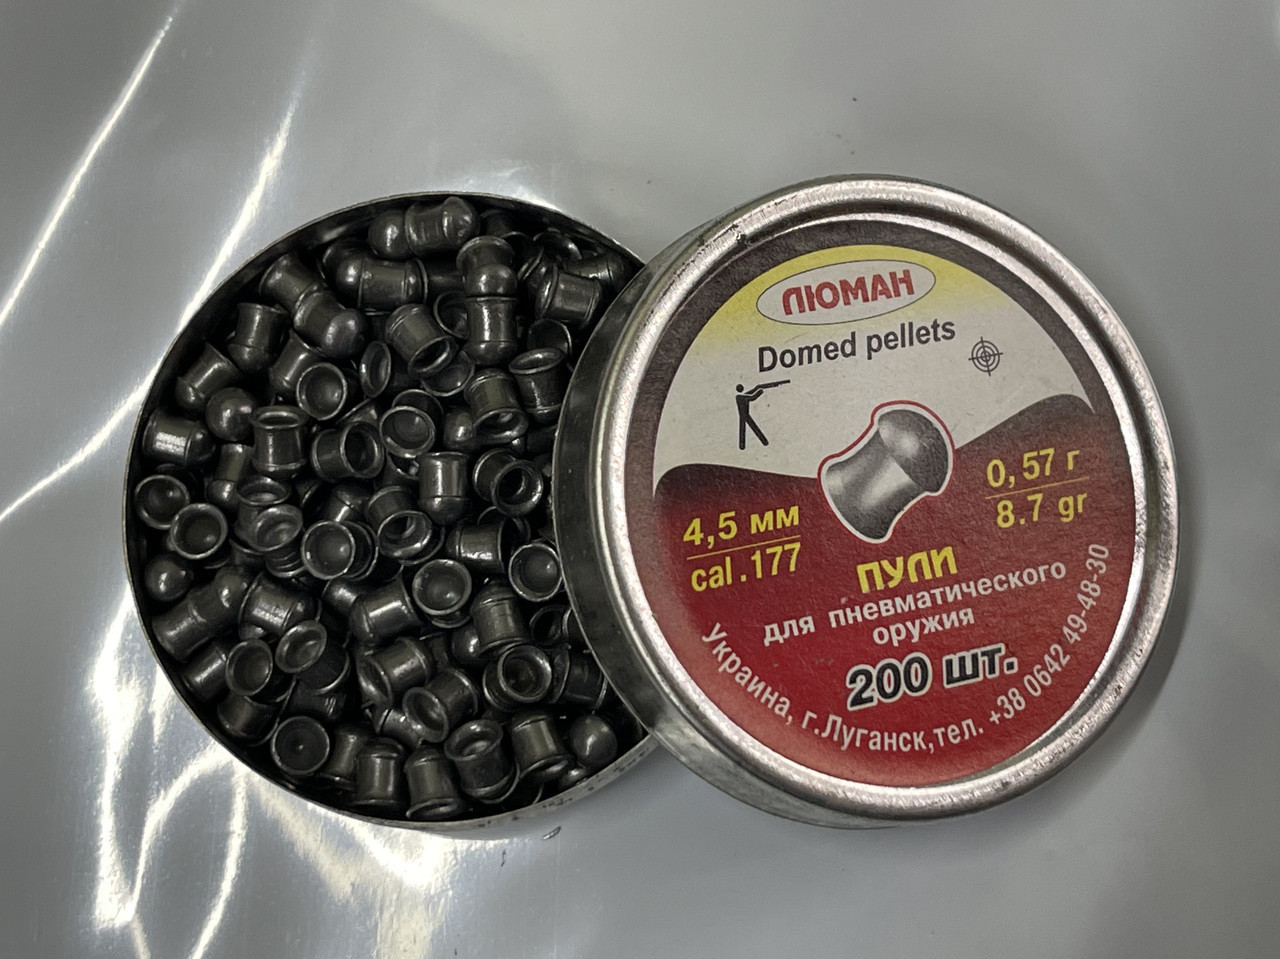 ЛЮМАН
Domed pellets
4,5 мм
cal.177
0,57 г
8.7 gr
ПУЛИ
для пневматического
оружия
200 шт.
Украина, г.Луганск,тел. +38 0642 49-48-30